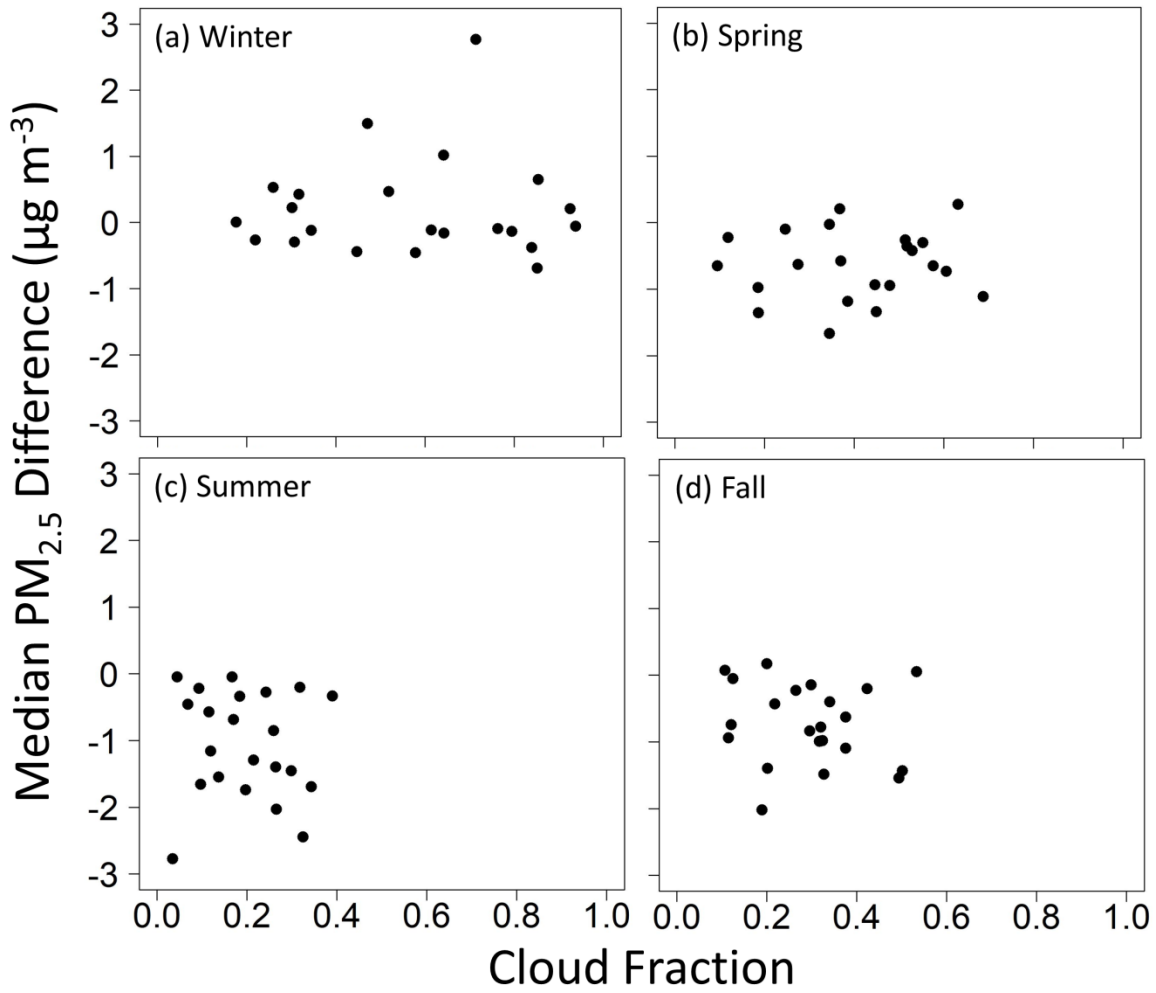 Median PM2.5 Difference (µg m-3)
(a) Winter
3
2
1
0
-1
-2
-3
(b) Spring
(c) Summer
3
2
1
0
-1
-2
-3
0.0 0.2 0.4 0.6 0.8 1.0
(d) Fall
0.0 0.2 0.4 0.6 0.8 1.0
Cloud Fraction